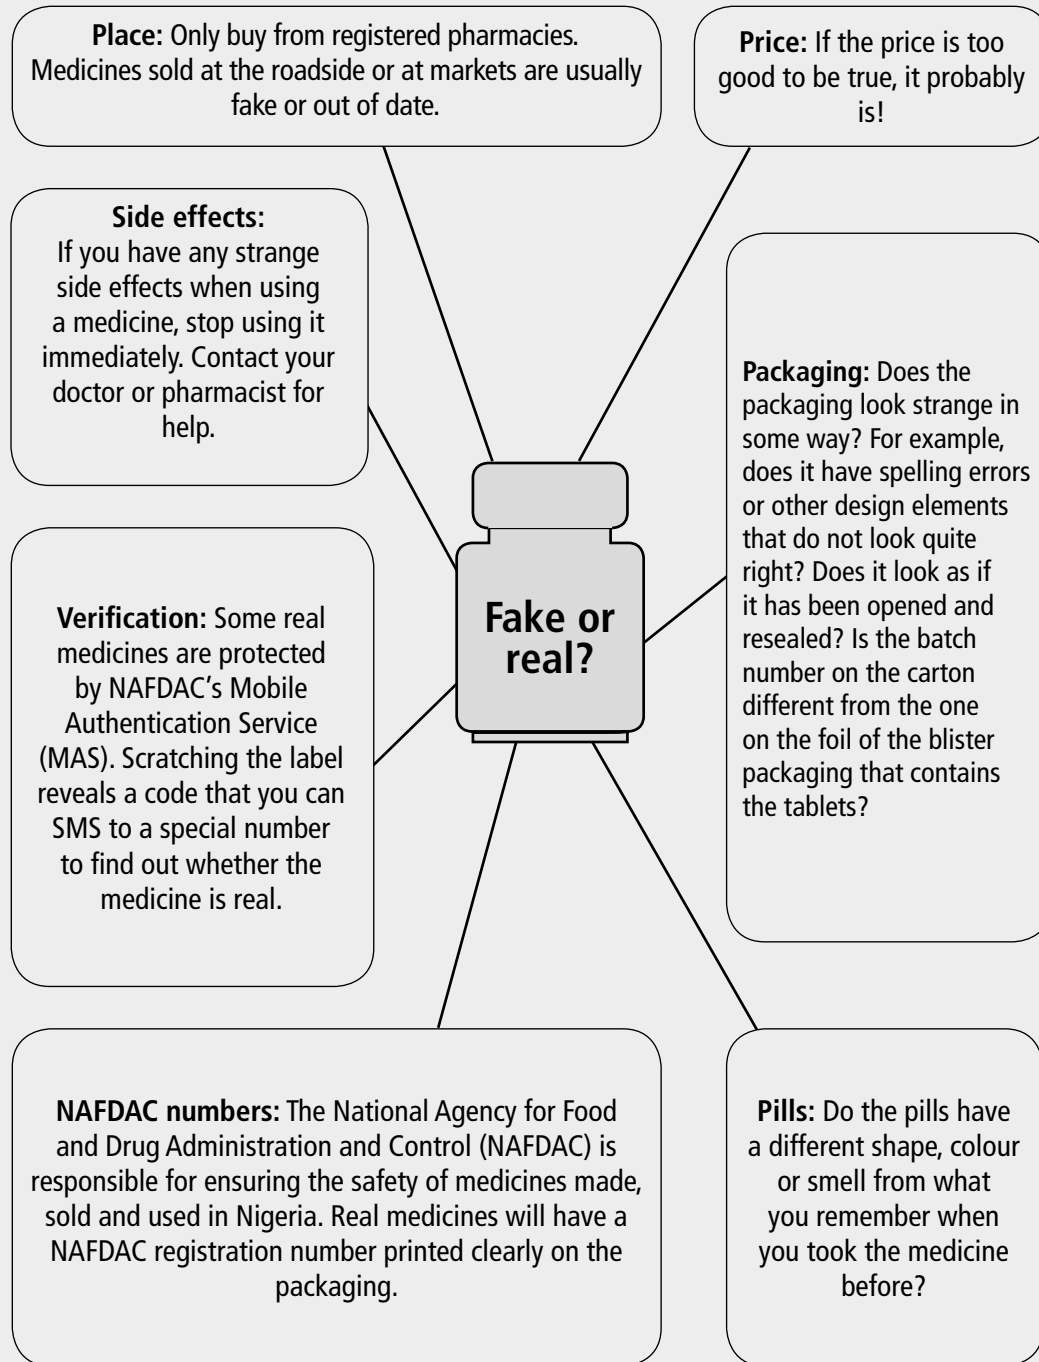 Place: Only buy from registered pharmacies.
Medicines sold at the roadside or at markets are usually
fake or out of date.
Price: If the price is too
good to be true, it probably
is!
Side effects:
If you have any strange
side effects when using
a medicine, stop using it
immediately. Contact your
doctor or pharmacist for
help.
Packaging: Does the
packaging look strange in
some way? For example,
does it have spelling errors
or other design elements
that do not look quite
right? Does it look as if
it has been opened and
resealed? Is the batch
number on the carton
different from the one
on the foil of the blister
packaging that contains
the tablets?
Fake or
real?
Verification: Some real
medicines are protected
by NAFDAC's Mobile
Authentication Service
(MAS). Scratching the label
reveals a code that you can
SMS to a special number
to find out whether the
medicine is real.
NAFDAC numbers: The National Agency for Food
and Drug Administration and Control (NAFDAC) is
responsible for ensuring the safety of medicines made,
sold and used in Nigeria. Real medicines will have a
NAFDAC registration number printed clearly on the
packaging.
Pills: Do the pills have
a different shape, colour
or smell from what
you remember when
you took the medicine
before?